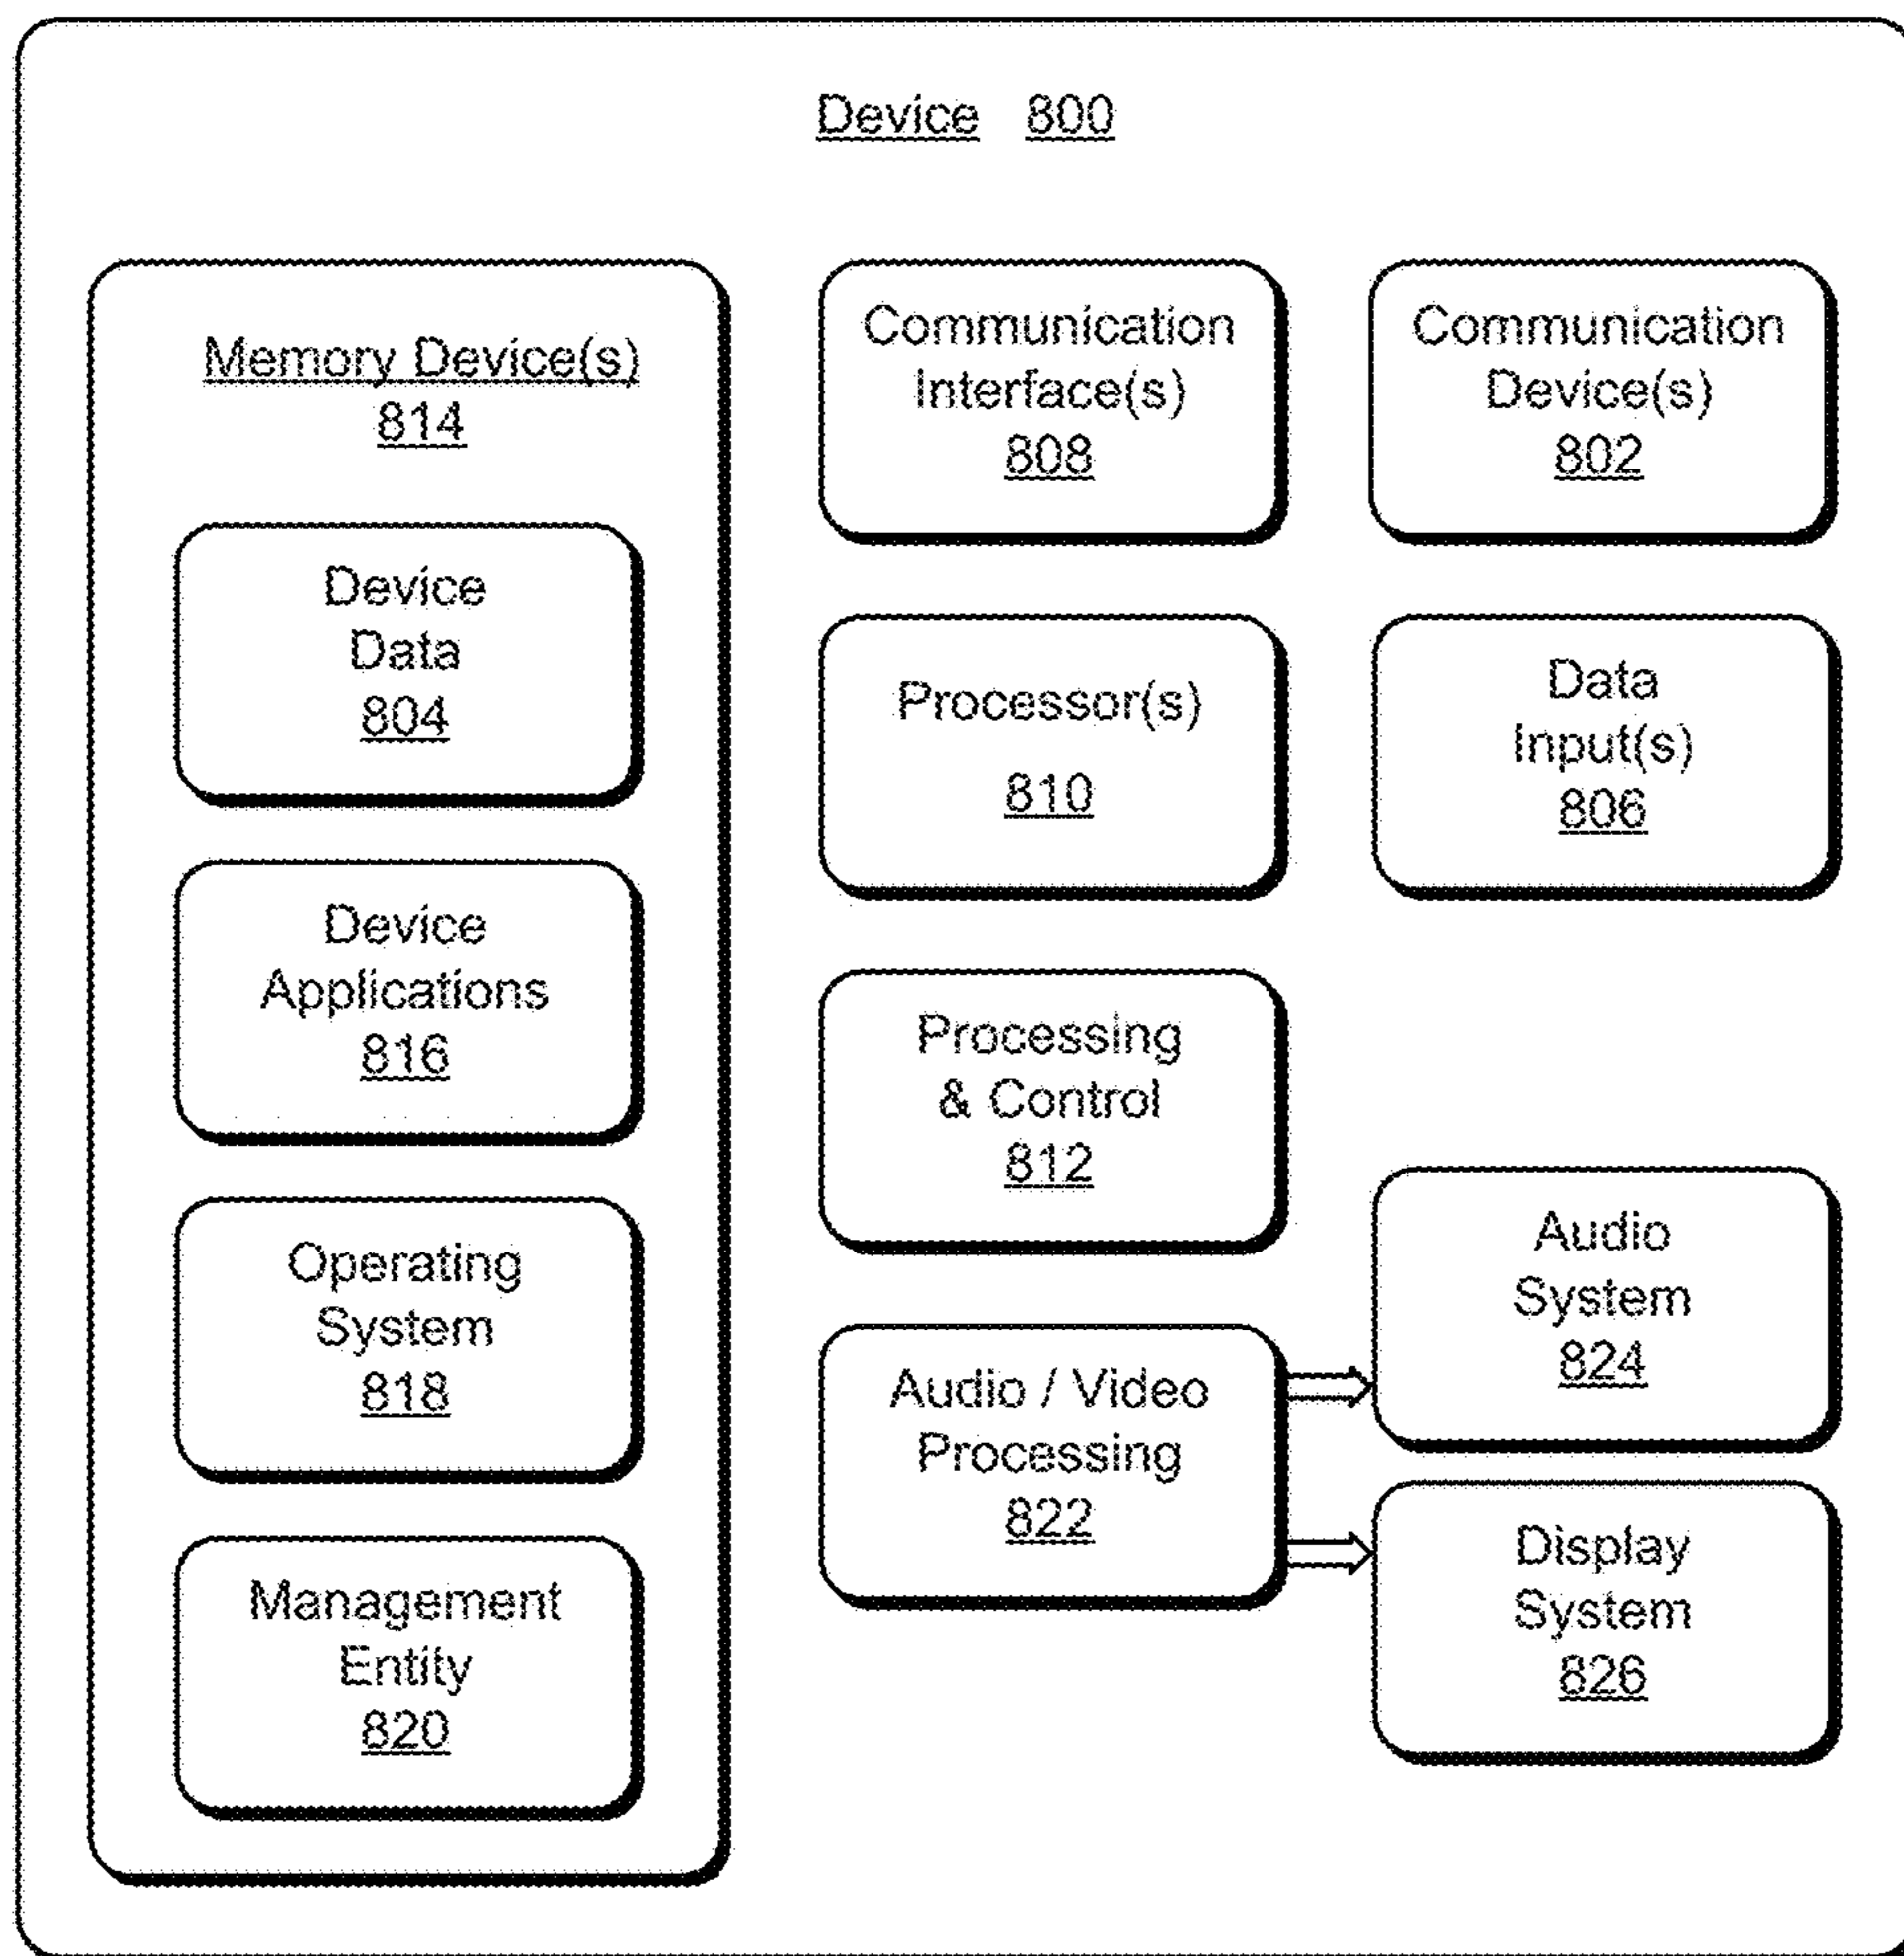 Device 800
Memory Device(s)
814
Device
Data
804
Device
Applications
816
Operating
System
818
Management
Entity
820
Communication
Interface(s)
808
Communication
Device(s)
802
Processor(s)
810
Data
Input(s)
806
Processing
& Control
812
Audio / Video
Processing
822
Audio
System
824
Display
System
826